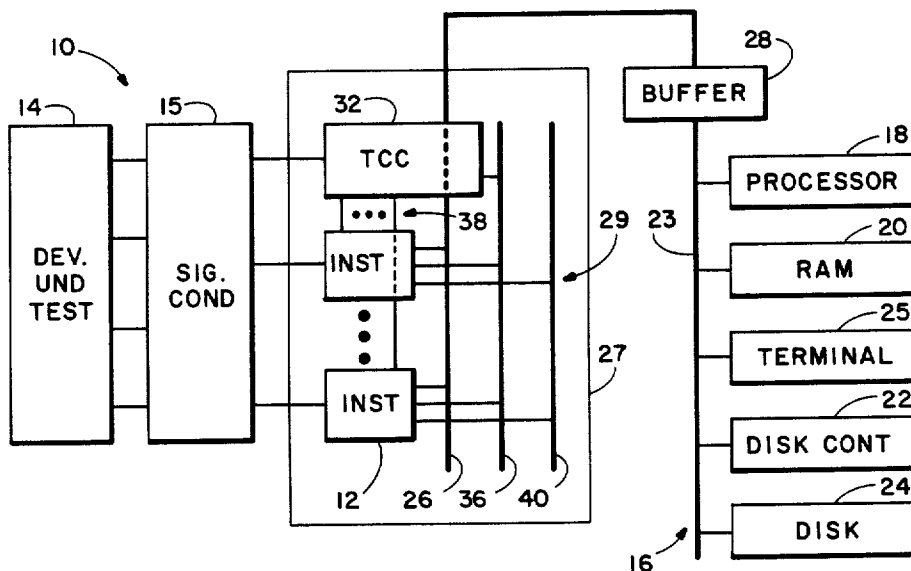 10
28
BUFFER
14
15
32
18
TCC
PROCESSOR
38
29
23
20
DEV.
UND
TEST
SIG.
COND
INST
RAM
25
27
TERMINAL
INST
22
DISK CONT
12
26
36
40
24
16
DISK